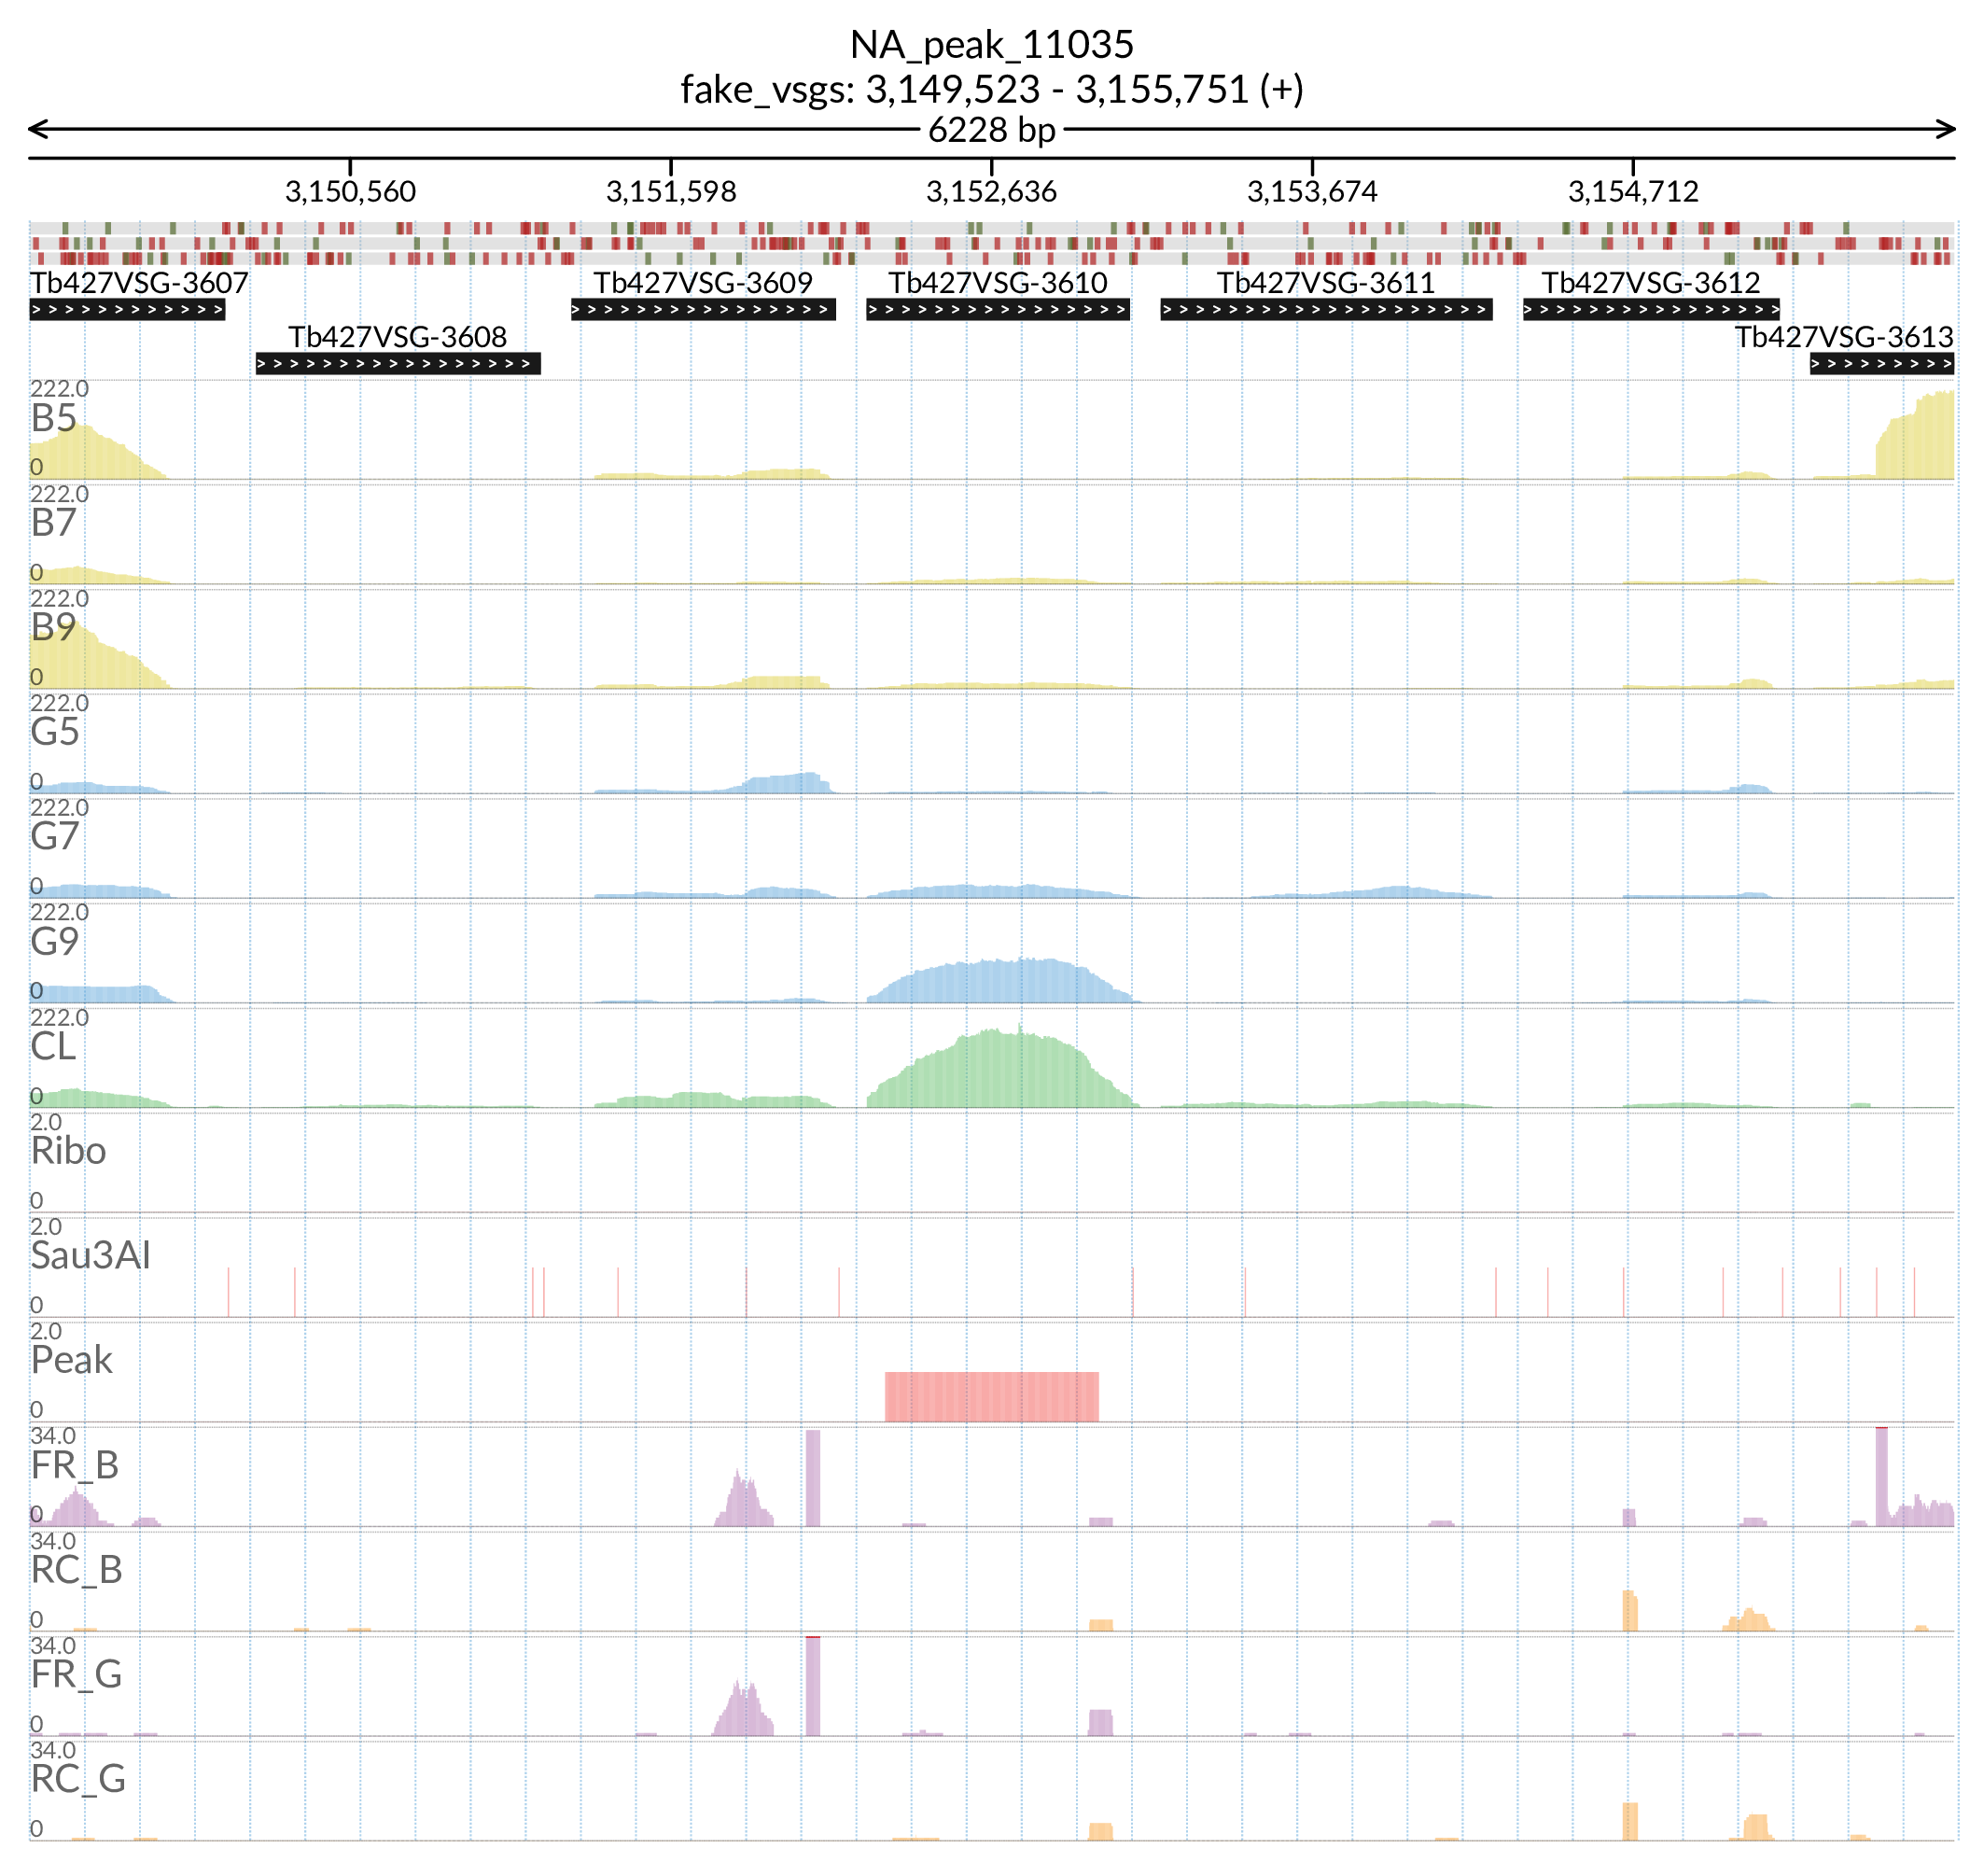 NA_peak_11035
fake_vsgs: 3,149,523 - 3,155,751 (+)
6228 bp
3,150,560 3,151,598 3,152,636 3,153,674 3,154,712
Tb427VSG-3607 Tb427VSG-3609 Tb427VSG-3610 Tb427VSG-3611 Tb427VSG-3612
Tb427VSG-3608 Tb427VSG-3613
222.0
B5
0
222.0
B7
0
222.0
B9
0
222.0
G5
0
222.0
G7
0
222.0
G9
0
222.0
CL
0
2.0
Ribo
0
2.0
Sau3AI
0
2.0
Peak
0
34.0
FR_B
0
34.0
RC_B
0
34.0
FR_G
0
34.0
RC_G
0